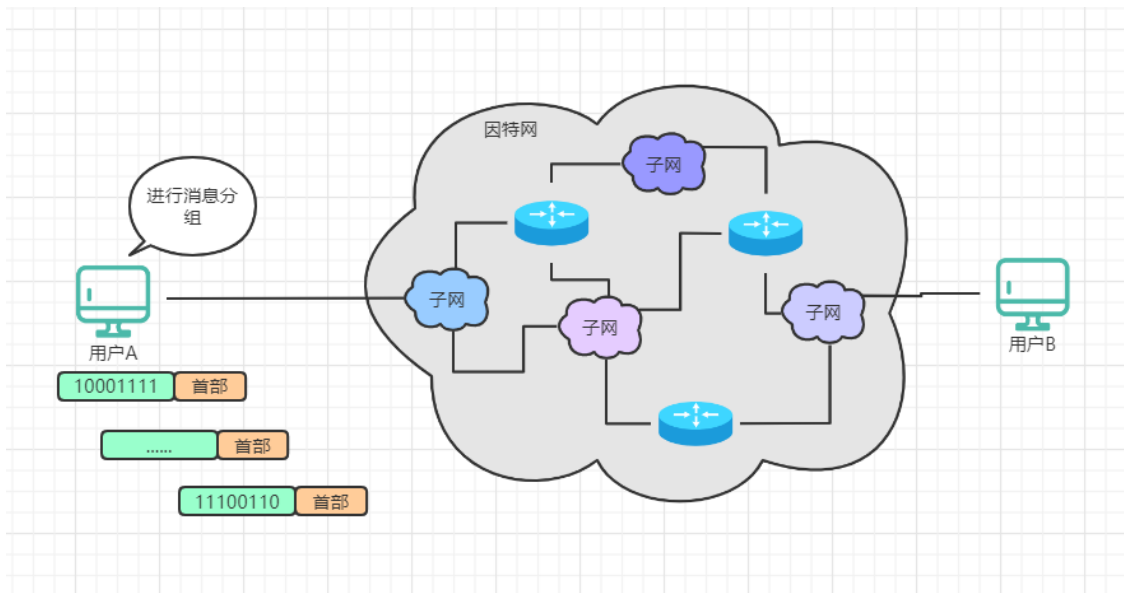 因特网
子网
进行消息分
组
子网
子网
子网
用户A
用户B
10001111 首部
...... 首部
11100110 首部